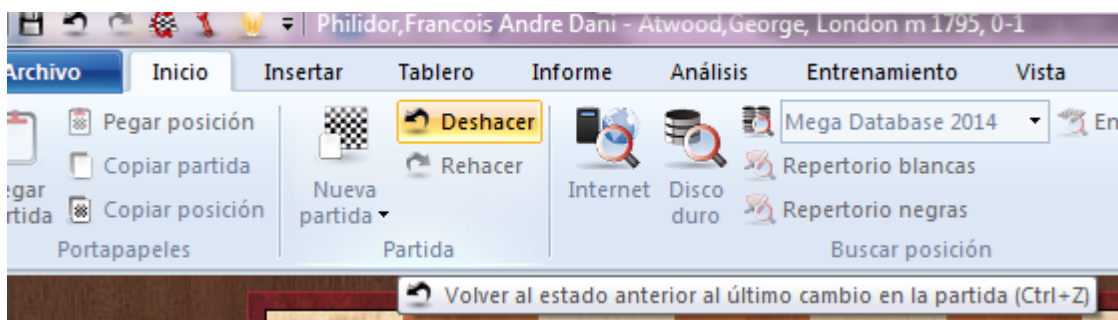 Philidor,Francois Andre Dani - Atwood,George, London m 1795, 0-1
Archivo Inicio Insertar Tablero Informe Análisis Entrenamiento Vista
Pegar posición
Copiar partida
Copiar posición
Portapapeles
Nueva
partida
Deshacer
Rehacer
Partida
Internet
Disco
duro
Mega Database 2014
Repertorio blancas
Repertorio negras
Buscar posición
Volver al estado anterior al último cambio en la partida (Ctrl+Z)